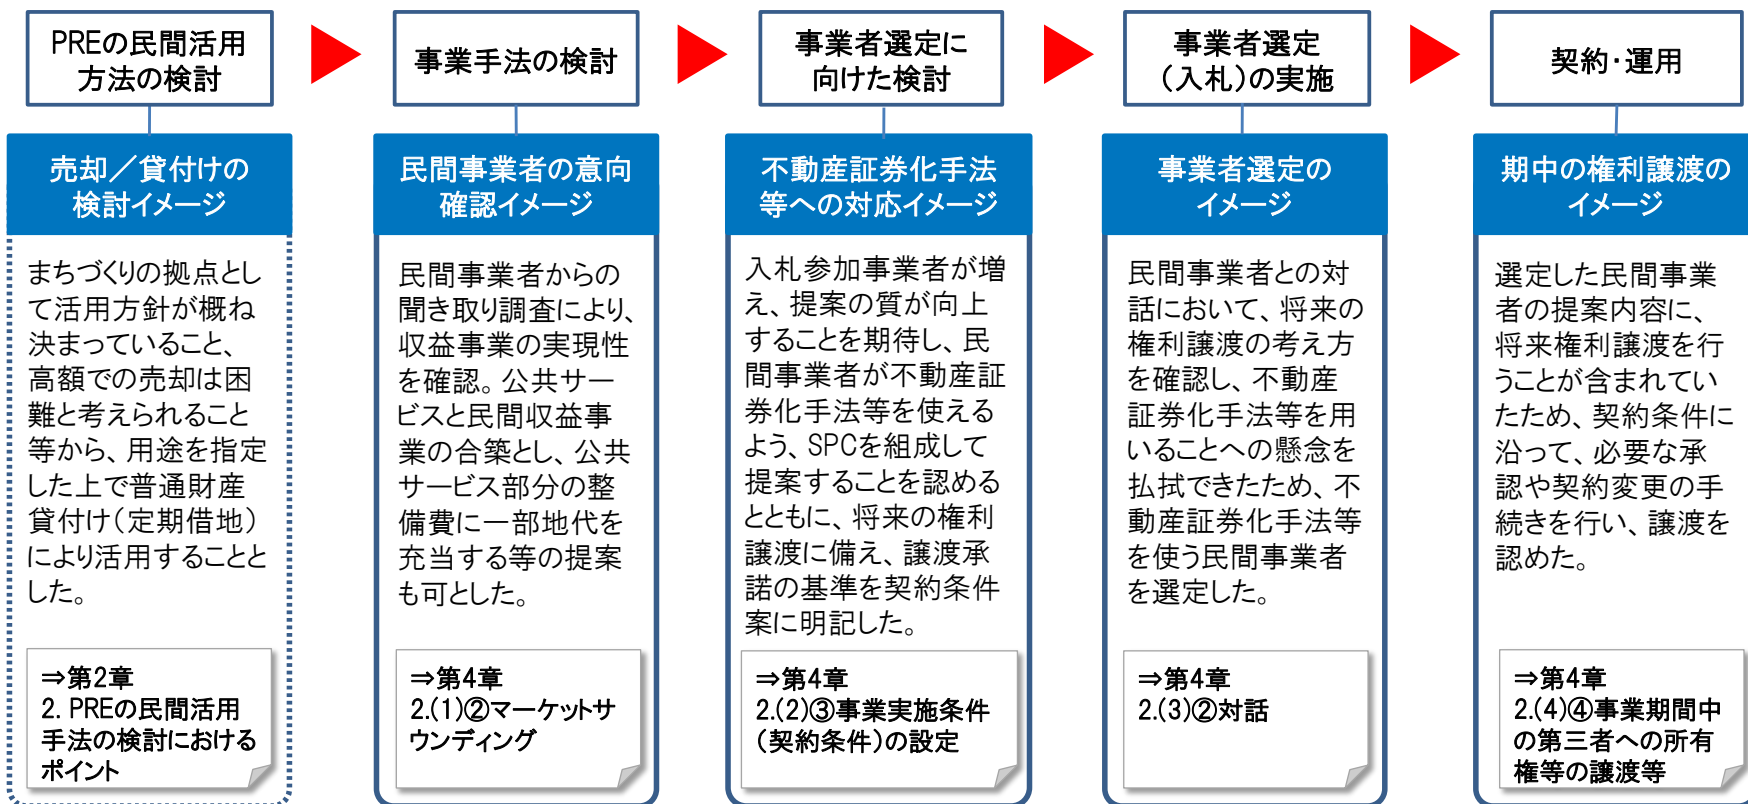 PREの民間活用
方法の検討
事業手法の検討
事業者選定に
向けた検討
事業者選定
(入札)の実施
契約・運用
売却／貸付けの
検討イメージ
まちづくりの拠点とし
て活用方針が概ね
決まっていること、
高額での売却は困
難と考えられること
等から、用途を指定
した上で普通財産
貸付け(定期借地)
により活用することと
した。
⇒第2章
2. PREの民間活用
手法の検討における
ポイント
民間事業者の意向
確認イメージ
民間事業者からの
聞き取り調査により、
収益事業の実現性
を確認。公共サー
ビスと民間収益事
業の合築とし、公共
サービス部分の整
備費に一部地代を
充当する等の提案
も可とした。
⇒第4章
2.(1)②マーケットサ
ウンディング
不動産証券化手法
等への対応イメージ
入札参加事業者が増
え、提案の質が向上
することを期待し、民
間事業者が不動産証
券化手法等を使える
よう、SPCを組成して
提案することを認める
とともに、将来の権利
譲渡に備え、譲渡承
諾の基準を契約条件
案に明記した。
⇒第4章
2.(2)③事業実施条件
(契約条件)の設定
事業者選定の
イメージ
民間事業者との対
話において、将来の
権利譲渡の考え方
を確認し、不動産
証券化手法等を用
いることへの懸念を
払拭できたため、不
動産証券化手法等
を使う民間事業者
を選定した。
⇒第4章
2.(3)②対話
期中の権利譲渡の
イメージ
選定した民間事業
者の提案内容に、
将来権利譲渡を行
うことが含まれてい
たため、契約条件に
沿って、必要な承
認や契約変更の手
続きを行い、譲渡を
認めた。
⇒第4章
2.(4)④事業期間中
の第三者への所有
権等の譲渡等